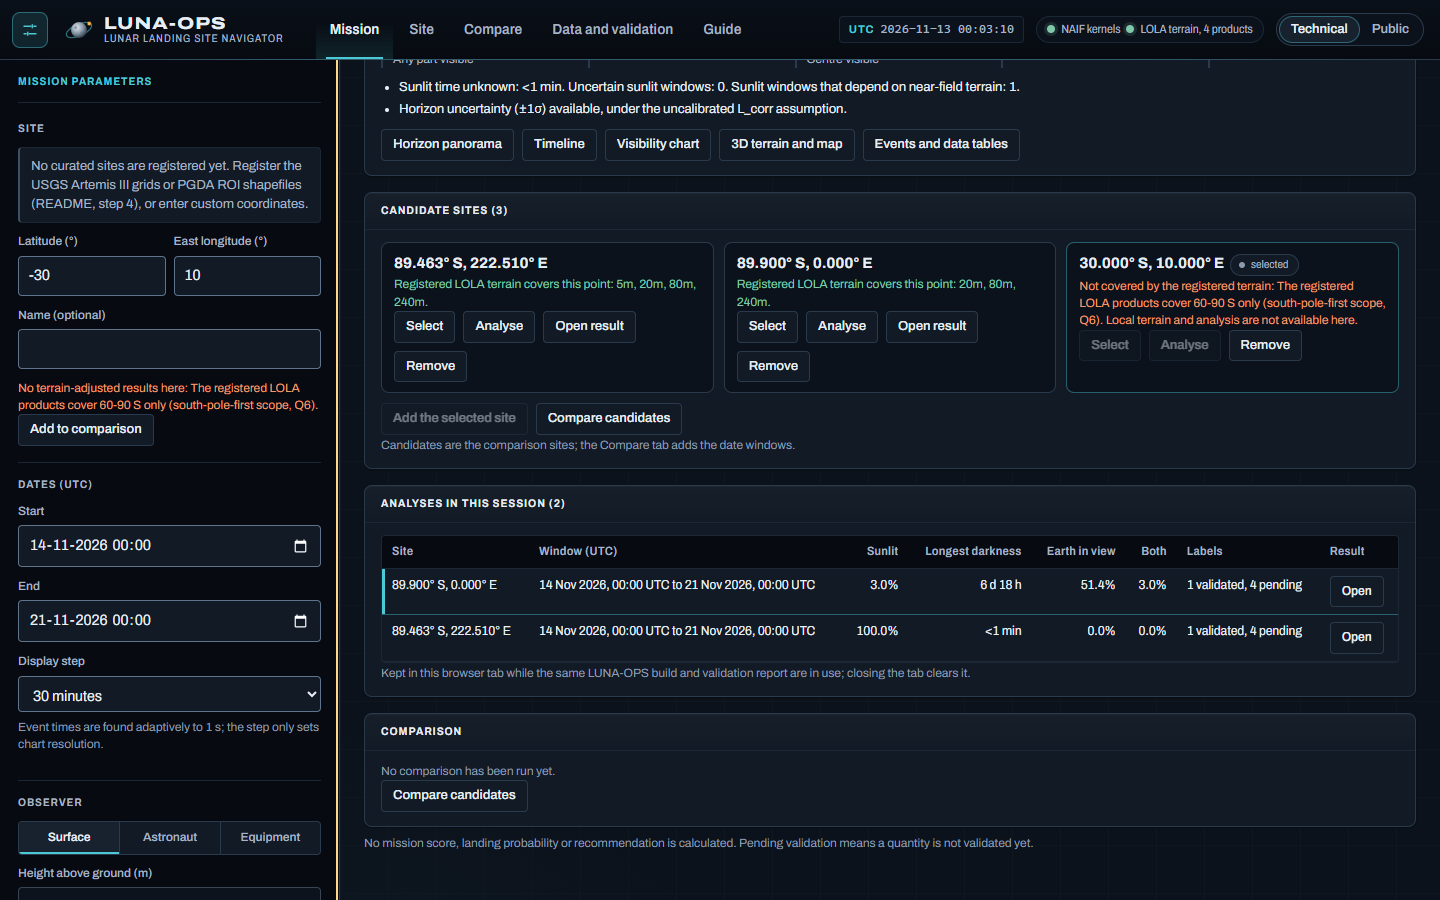 LUNA-OPS
LUNAR LANDING SITE NAVIGATOR
Mission
Site
Compare
Data and validation
Guide
UTC 2026-11-13 00:03:10
NAIF kernels
LOLA terrain, 4 products
Technical
Public
MISSION PARAMETERS
SITE
No curated sites are registered yet. Register the
USGS Artemis III grids or PGDA ROI shapefiles
(README, step 4), or enter custom coordinates.
Latitude (°)
East longitude (°)
-30
10
Name (optional)
No terrain-adjusted results here: The registered LOLA
products cover 60-90 S only (south-pole-first scope, Q6).
Add to comparison
DATES (UTC)
Start
14-11-2026 00:00
End
21-11-2026 00:00
Display step
30 minutes
Event times are found adaptively to 1 s; the step only sets
chart resolution.
OBSERVER
Surface
Astronaut
Equipment
Height above ground (m)
Any part visible
Centre visible
• Sunlit time unknown: <1 min. Uncertain sunlit windows: 0. Sunlit windows that depend on near-field terrain: 1.
• Horizon uncertainty (±1σ) available, under the uncalibrated L_corr assumption.
Horizon panorama
Timeline
Visibility chart
3D terrain and map
Events and data tables
CANDIDATE SITES (3)
89.463° S, 222.510° E
Registered LOLA terrain covers this point: 5m, 20m, 80m,
240m.
Select
Analyse
Open result
Remove
89.900° S, 0.000° E
Registered LOLA terrain covers this point: 20m, 80m,
240m.
Select
Analyse
Open result
Remove
30.000° S, 10.000° E
selected
Not covered by the registered terrain: The registered
LOLA products cover 60-90 S only (south-pole-first scope,
Q6). Local terrain and analysis are not available here.
Select
Analyse
Remove
Add the selected site
Compare candidates
Candidates are the comparison sites; the Compare tab adds the date windows.
ANALYSES IN THIS SESSION (2)
Site Window (UTC) Sunlit Longest darkness Earth in view Both Labels Result
89.900° S, 0.000° E 14 Nov 2026, 00:00 UTC to 21 Nov 2026, 00:00 UTC 3.0% 6 d 18 h 51.4% 3.0% 1 validated, 4 pending Open
89.463° S, 222.510° E 14 Nov 2026, 00:00 UTC to 21 Nov 2026, 00:00 UTC 100.0% <1 min 0.0% 0.0% 1 validated, 4 pending Open
Kept in this browser tab while the same LUNA-OPS build and validation report are in use; closing the tab clears it.
COMPARISON
No comparison has been run yet.
Compare candidates
No mission score, landing probability or recommendation is calculated. Pending validation means a quantity is not validated yet.